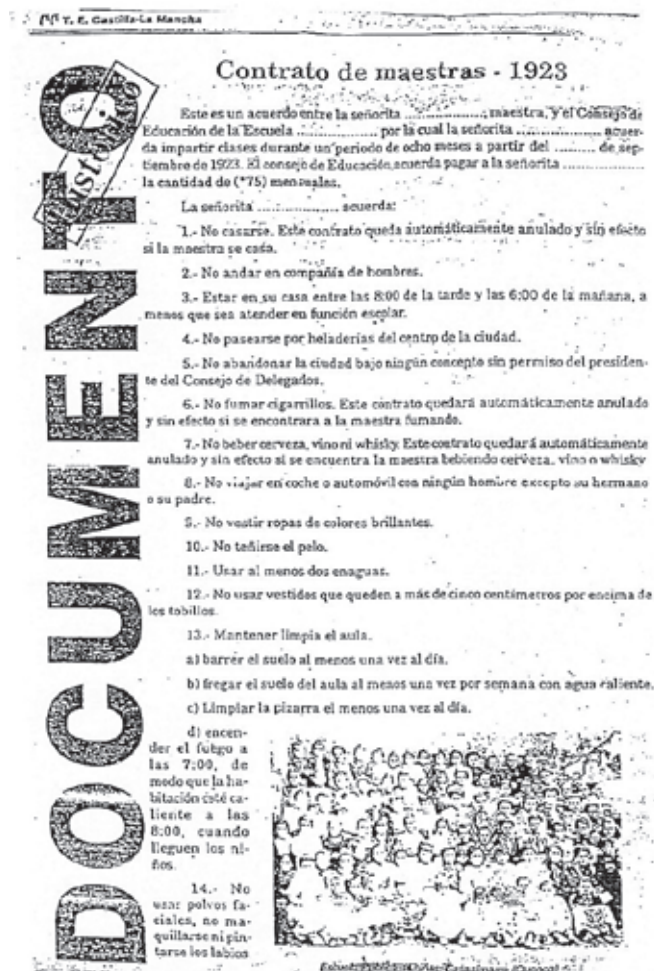 T. E. Castilla-La Mancha
DOCUMENTO
histórico
Contrato de maestras - 1923
Este es un acuerdo entre la señorita ................., maestra, y el Consejo de
Educación de la Escuela ................ por la cual la señorita ................ acuer-
da impartir clases durante un periodo de ocho meses a partir del ......... de sep-
tiembre de 1923. El consejo de Educación acuerda pagar a la señorita ................
la cantidad de (*75) mensuales.
La señorita ................ acuerda:
1.- No casarse. Este contrato queda automáticamente anulado y sin efecto
si la maestra se casa.
2.- No andar en compañía de hombres.
3.- Estar en su casa entre las 8:00 de la tarde y las 6:00 de la mañana, a
menos que sea atender en función escolar.
4.- No pasearse por heladerías del centro de la ciudad.
5.- No abandonar la ciudad bajo ningún concepto sin permiso del presiden-
te del Consejo de Delegados.
6.- No fumar cigarrillos. Este contrato quedará automáticamente anulado
y sin efecto si se encontrara a la maestra fumando.
7.- No beber cerveza, vino ni whisky. Este contrato quedará automáticamente
anulado y sin efecto si se encuentra la maestra bebiendo cerveza, vino o whisky
8.- No viajar en coche o automóvil con ningún hombre excepto su hermano
o su padre.
9.- No vestir ropas de colores brillantes.
10.- No teñirse el pelo.
11.- Usar al menos dos enaguas.
12.- No usar vestidos que queden a más de cinco centímetros por encima de
los tobillos.
13.- Mantener limpia el aula.
a) barrer el suelo al menos una vez al día.
b) fregar el suelo del aula al menos una vez por semana con agua caliente.
c) Limpiar la pizarra el menos una vez al día.
d) encen-
der el fuego a
las 7:00, de
modo que la ha-
bitación esté ca-
liente a las
8:00, cuando
lleguen los ni-
ños.
14.- No
usar polvos fa-
ciales, no ma-
quillarse ni pin-
tarse los labios